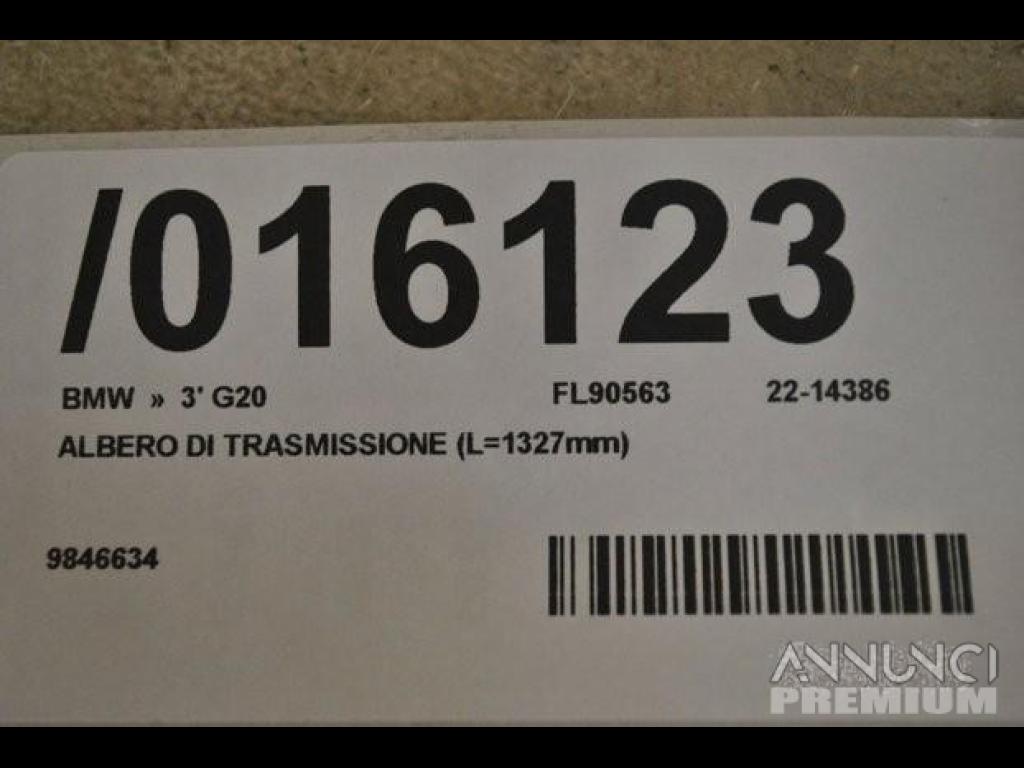 /016123
BMW » 3' G20 FL90563 22-14386
ALBERO DI TRASMISSIONE (L=1327mm)
9846634
ANNUNCI
PREMIUM